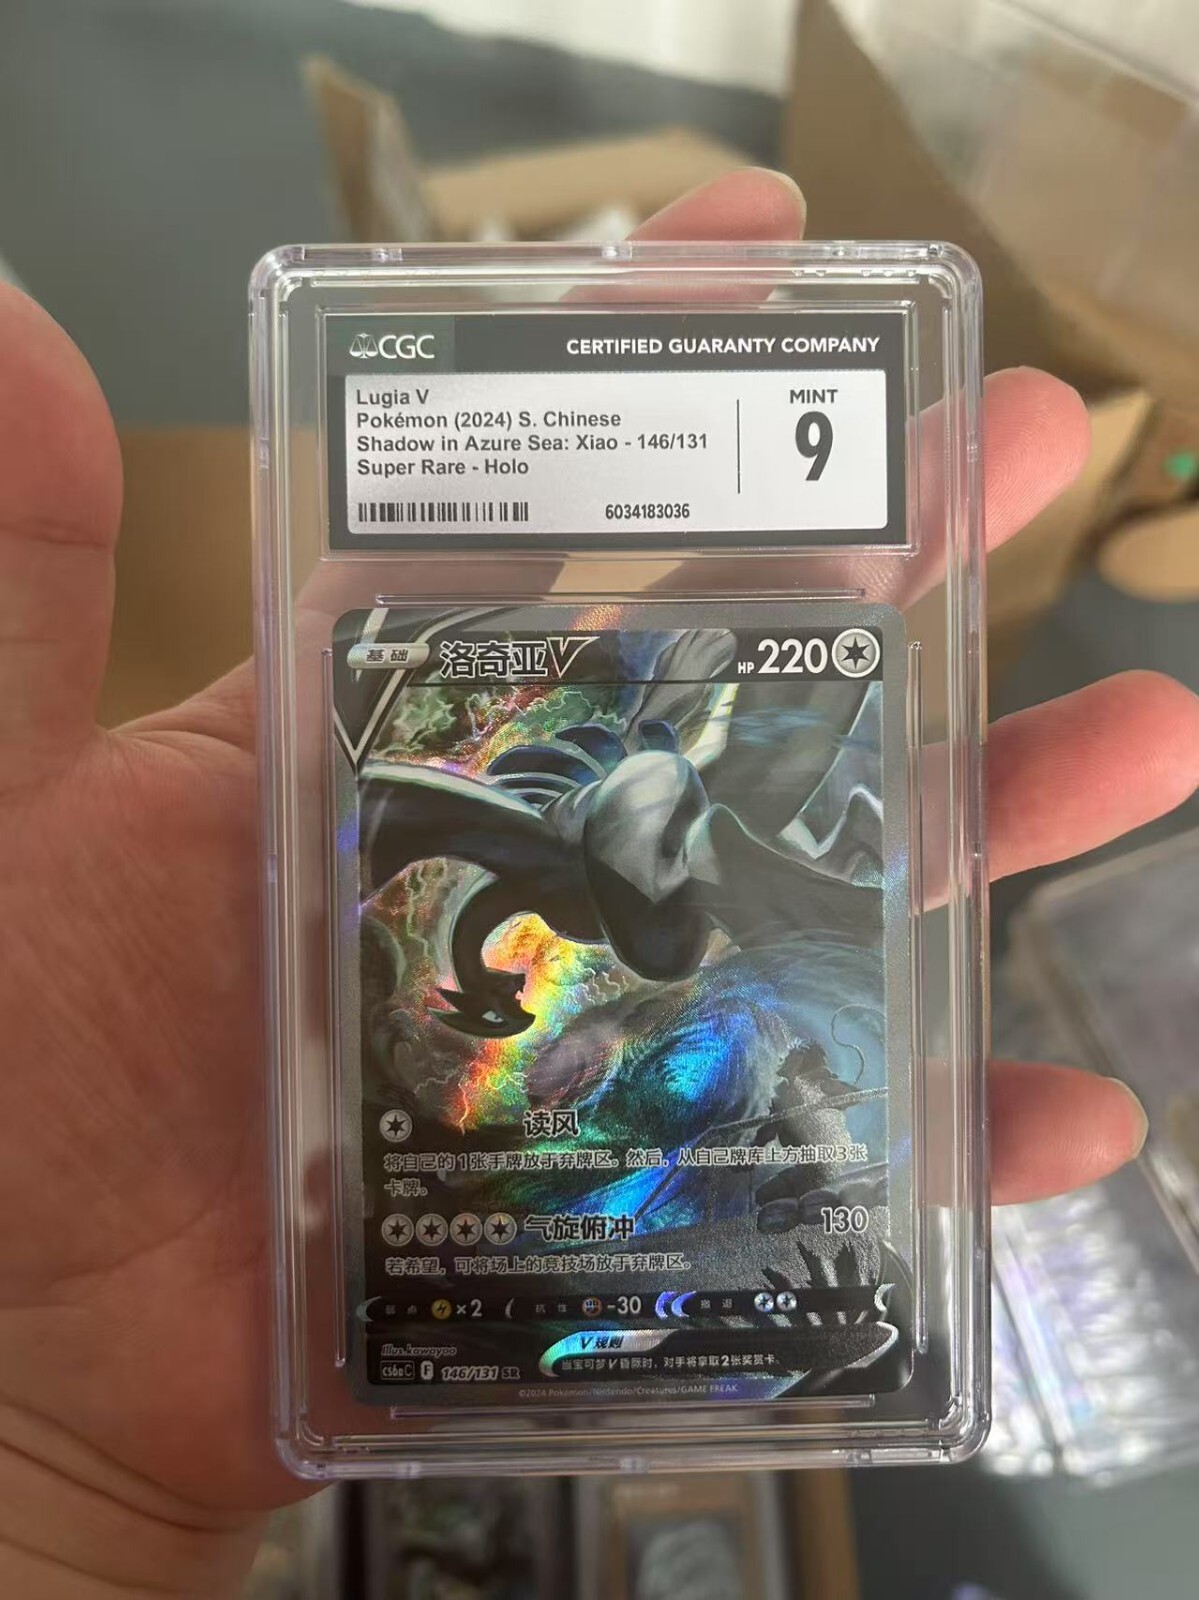 CGC
CERTIFIED GUARANTY COMPANY
Lugia V
Pokémon (2024) S. Chinese
Shadow in Azure Sea: Xiao - 146/131
Super Rare - Holo
MINT
9
6034183036
基础
洛奇亚V
HP 220
读风
将自己的1张手牌放于弃牌区。然后，从自己牌库上方抽取3张
卡牌。
气旋俯冲 130
若希望，可将场上的竞技场放于弃牌区。
弱点 ×2 抗性 -30 撤退
V规则
当宝可梦V昏厥时，对手将拿取2张奖赏卡。
Illus.kawayoo
F 146/131 SR
©2024 Pokémon/Nintendo/Creatures/GAME FREAK